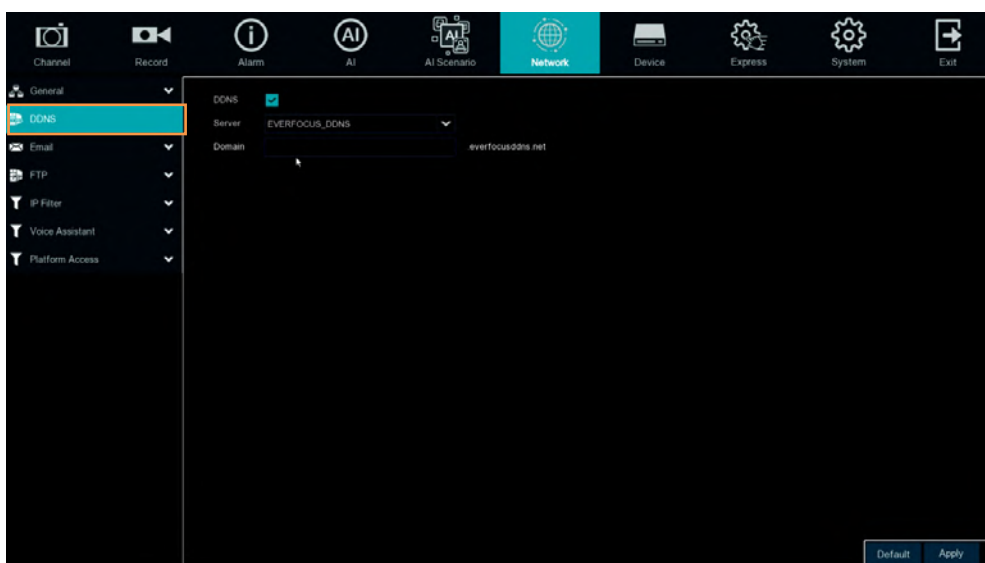 Channel Record Alarm AI AI Scenario Network Device Express System Exit
General
DDNS
Email
FTP
IP Filter
Voice Assistant
Platform Access
DDNS
Server EVERFOCUS_DDNS
Domain .everfocusddns.net
Default Apply